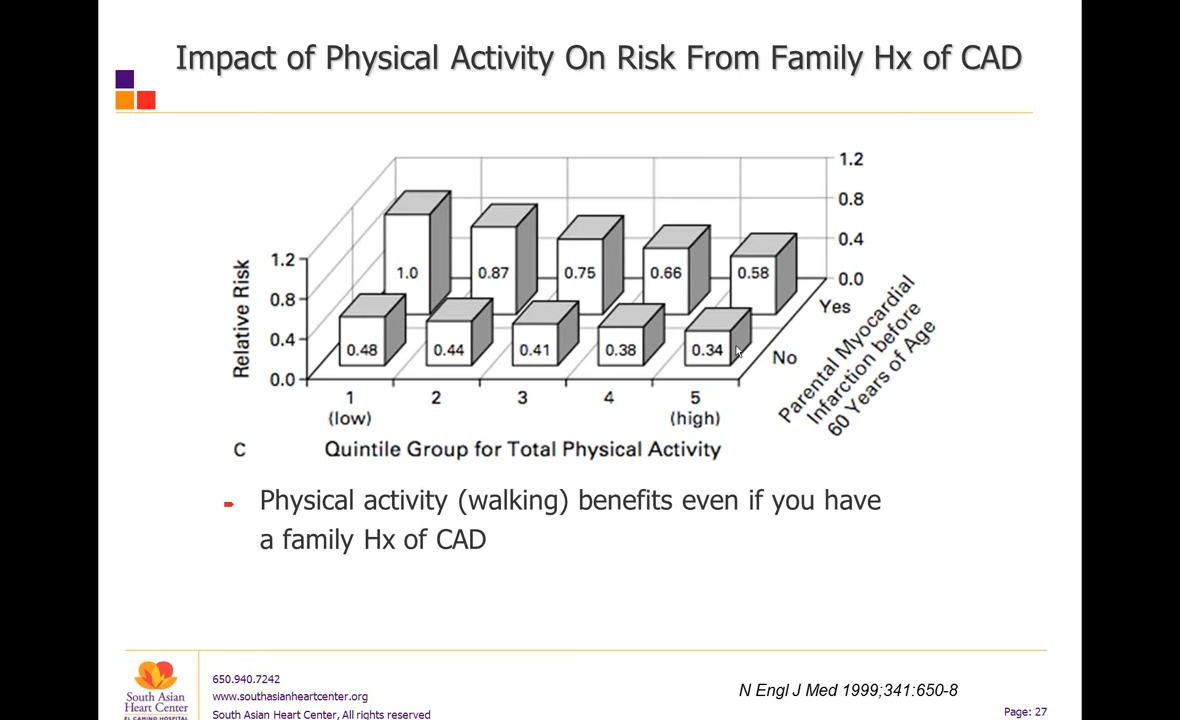 Impact of Physical Activity On Risk From Family Hx of CAD
1.2
0.8
0.4
0.0
Yes
No
Parental Myocardial
Infarction before
60 Years of Age
Relative Risk
1.2
0.8
0.4
0.0
1.0 0.87 0.75 0.66 0.58
0.48 0.44 0.41 0.38 0.34
1 2 3 4 5
(low) (high)
C Quintile Group for Total Physical Activity
Physical activity (walking) benefits even if you have
a family Hx of CAD
South Asian
Heart Center
EL CAMINO HOSPITAL
650.940.7242
www.southasianheartcenter.org
South Asian Heart Center, All rights reserved
N Engl J Med 1999;341:650-8
Page: 27